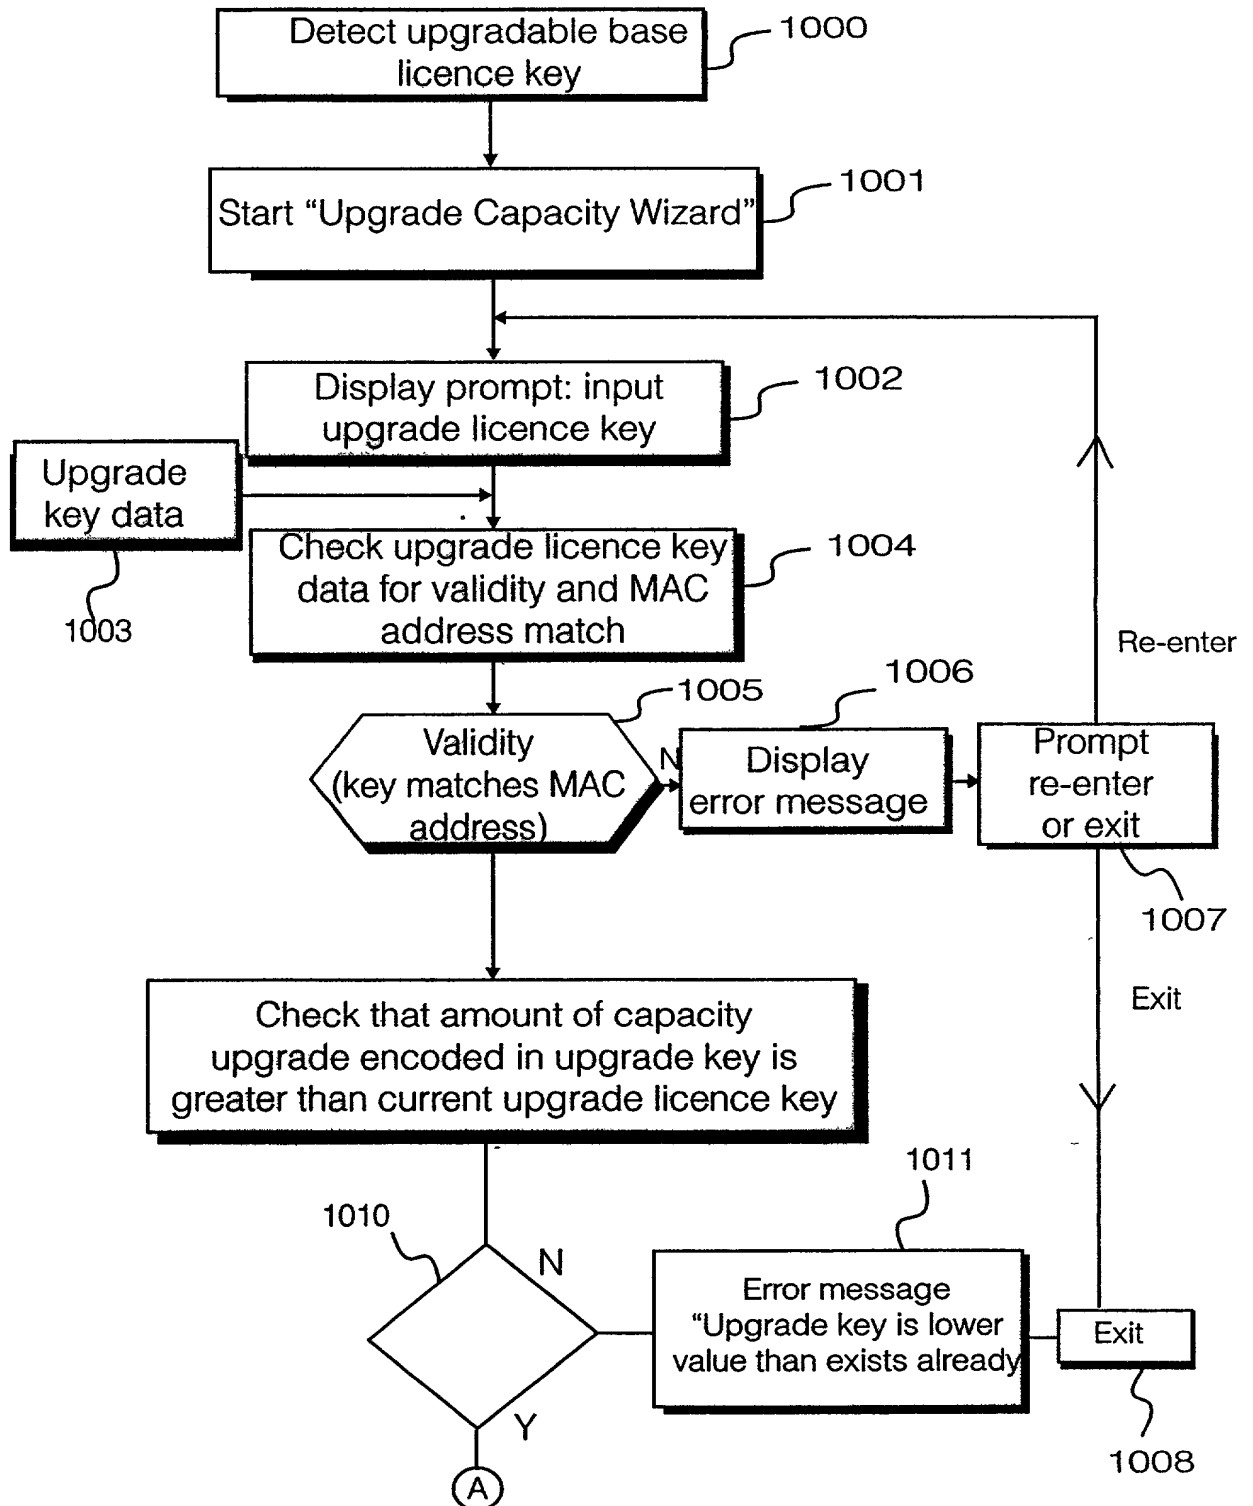 Detect upgradable base
licence key
1000
Start “Upgrade Capacity Wizard”
1001
Display prompt: input
upgrade licence key
1002
Upgrade
key data
1003
Check upgrade licence key
data for validity and MAC
address match
1004
Re-enter
Validity
(key matches MAC
address)
1005
N
Display
error message
1006
Prompt
re-enter
or exit
1007
Exit
Check that amount of capacity
upgrade encoded in upgrade key is
greater than current upgrade licence key
1010
N
Y
Error message
“Upgrade key is lower
value than exists already
1011
Exit
1008
A